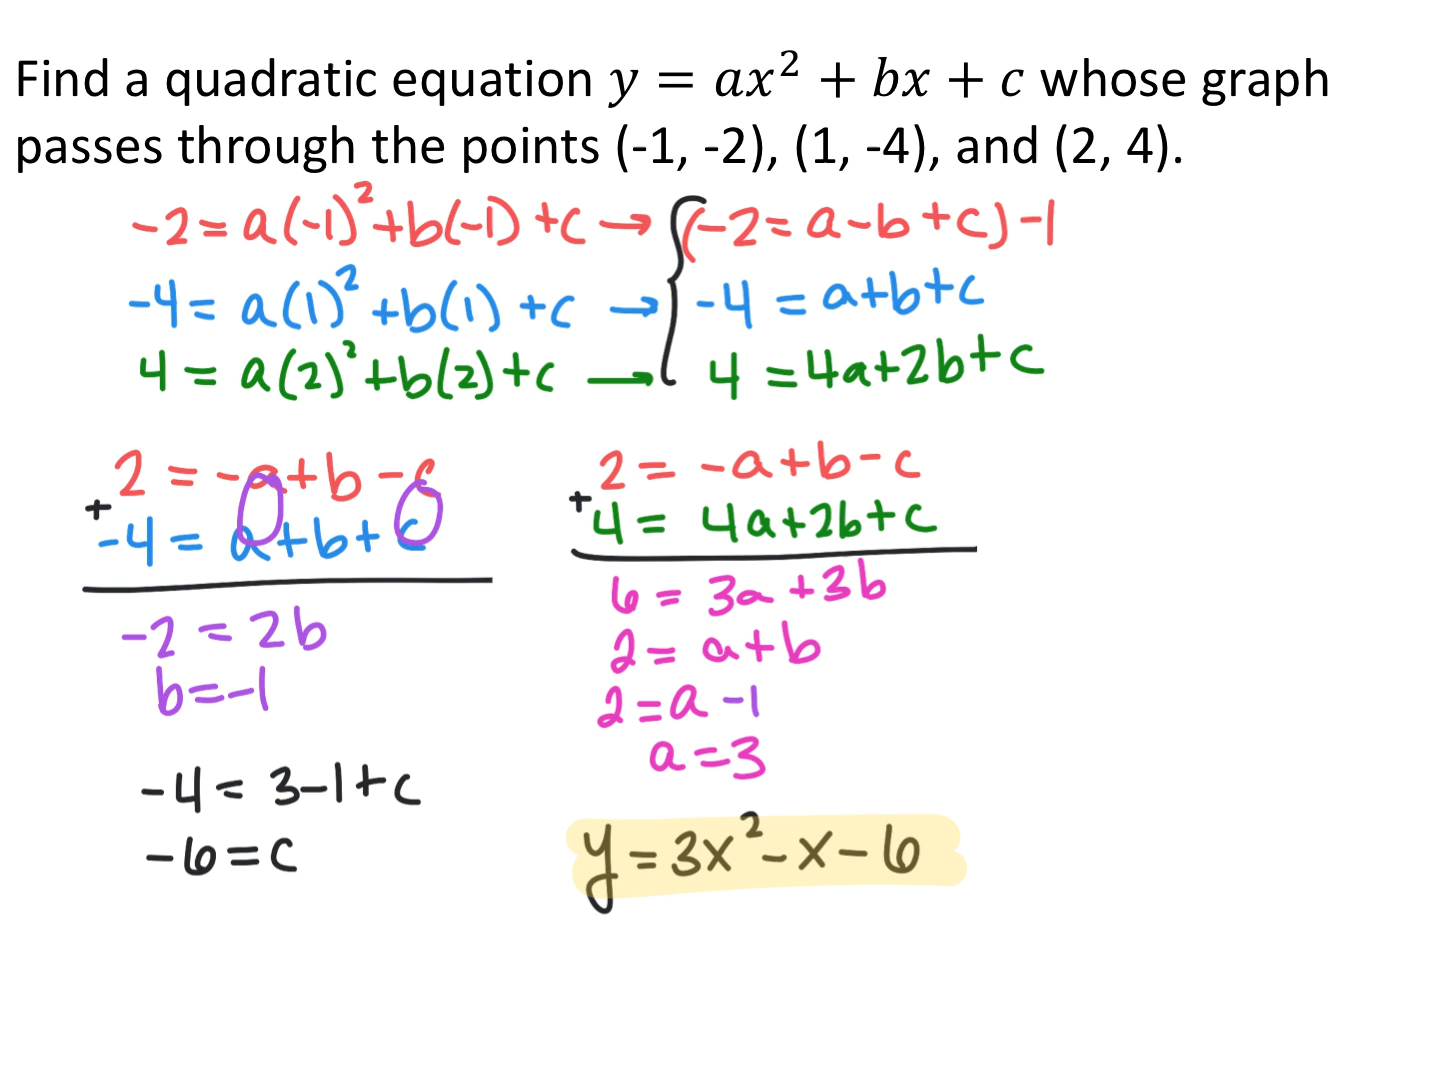 Find a quadratic equation y = ax² + bx + c whose graph
passes through the points (-1, -2), (1, -4), and (2, 4).
-2 = a(-1)² + b(-1) + c → (-2 = a - b + c) -1
-4 = a(1)² + b(1) + c → -4 = a + b + c
4 = a(2)² + b(2) + c → 4 = 4a + 2b + c
2 = -a + b - c
+ -4 = a + b + c
-2 = 2b
b = -1
2 = -a + b - c
+ 4 = 4a + 2b + c
6 = 3a + 3b
2 = a + b
2 = a - 1
a = 3
-4 = 3 - 1 + c
-6 = c
y = 3x² - x - 6